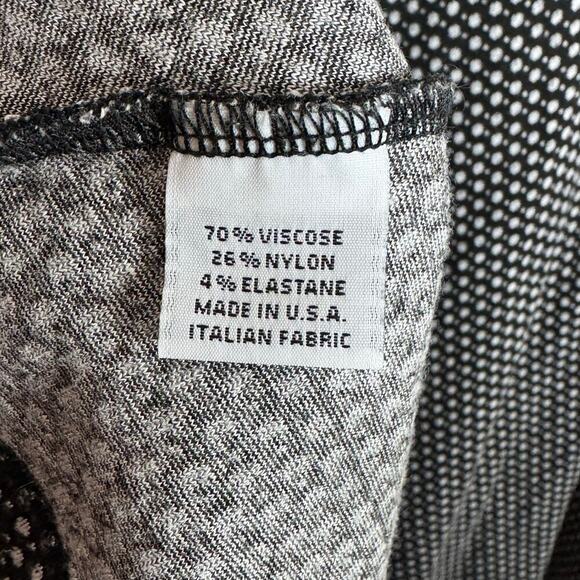 70% VISCOSE
26% NYLON
4% ELASTANE
MADE IN U.S.A.
ITALIAN FABRIC